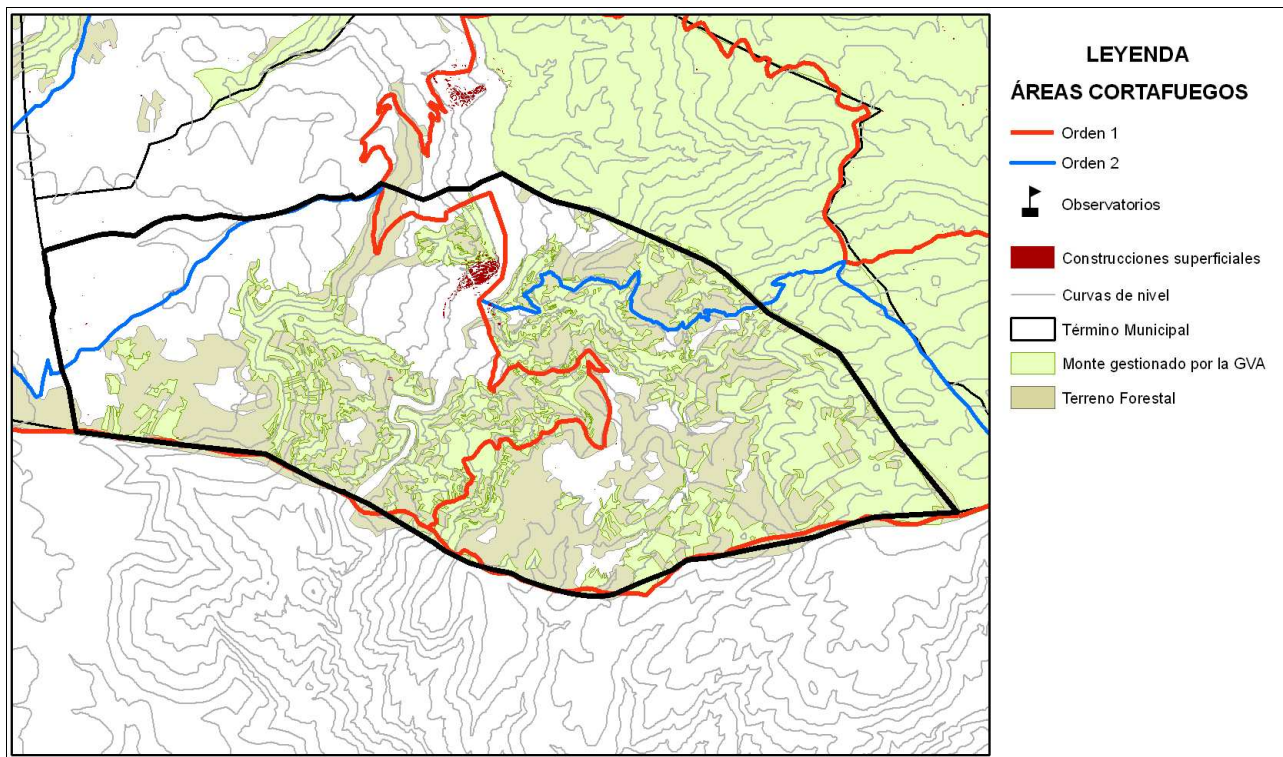 LEYENDA
ÁREAS CORTAFUEGOS
Orden 1
Orden 2
Observatorios
Construcciones superficiales
Curvas de nivel
Término Municipal
Monte gestionado por la GVA
Terreno Forestal